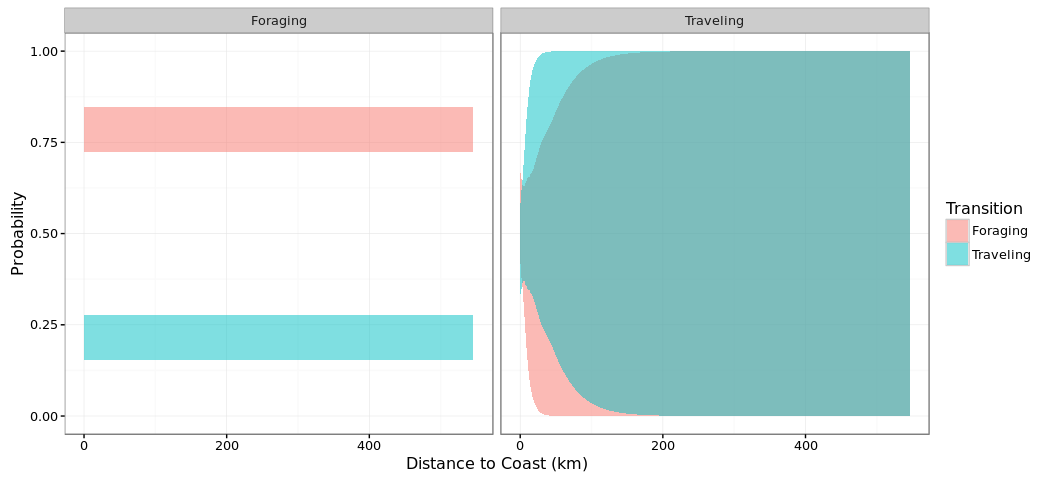 Foraging
Traveling
1.00
0.75
0.50
0.25
0.00
Probability
0
200
400
0
200
400
Distance to Coast (km)
Transition
Foraging
Traveling